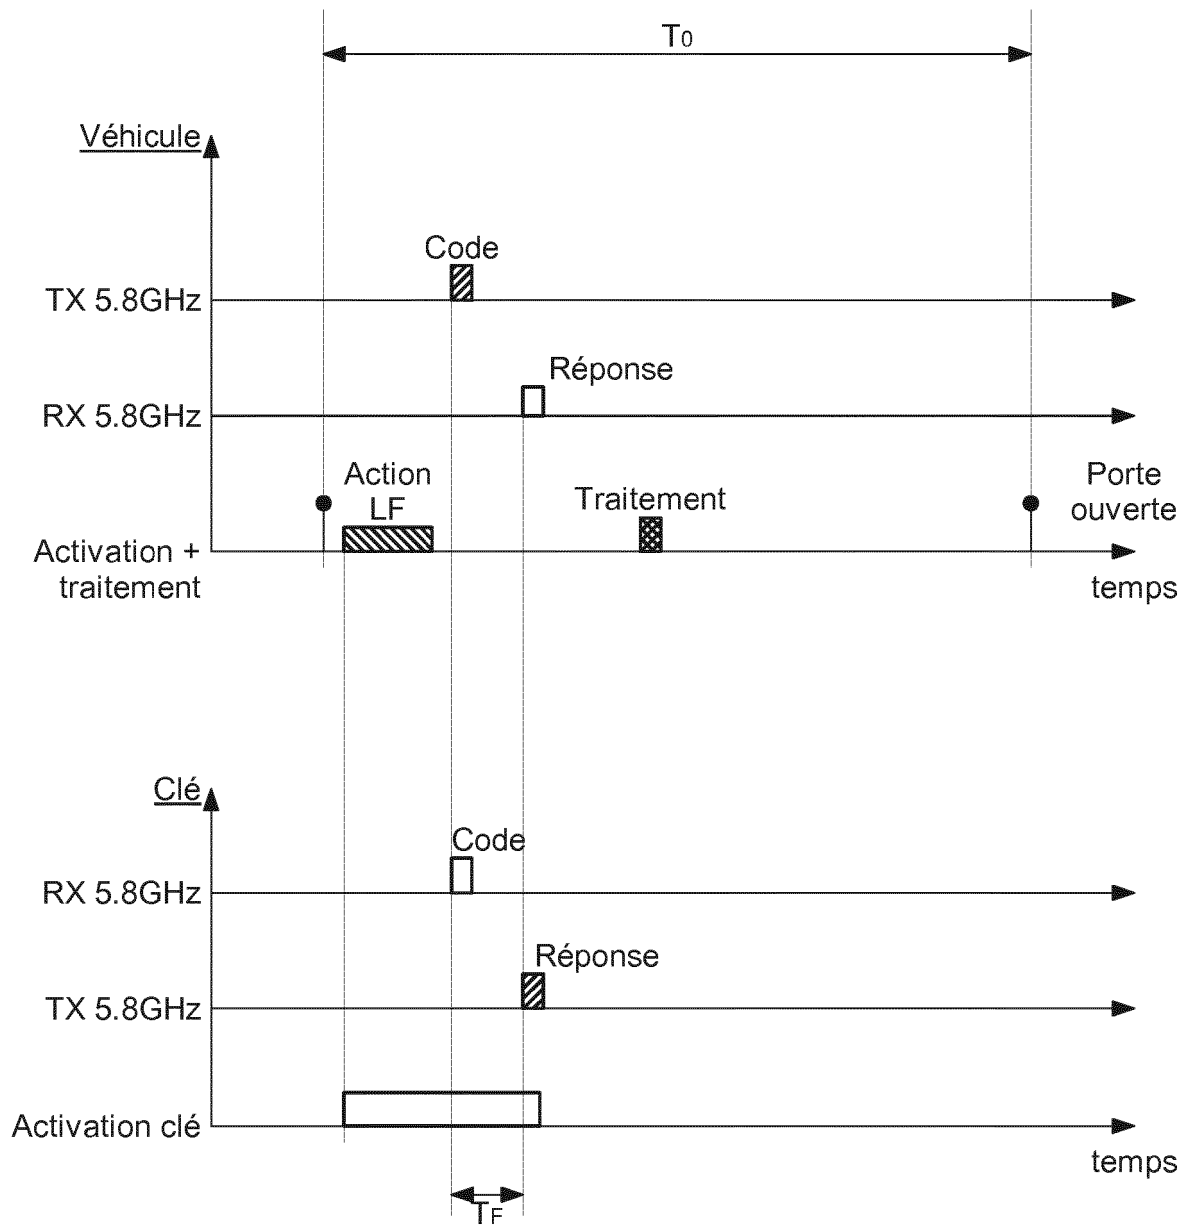 T0
Véhicule
Code
TX 5.8GHz
Réponse
RX 5.8GHz
Action
LF
Traitement
Porte
ouverte
Activation +
traitement
temps
Clé
Code
RX 5.8GHz
Réponse
TX 5.8GHz
Activation clé
temps
TF